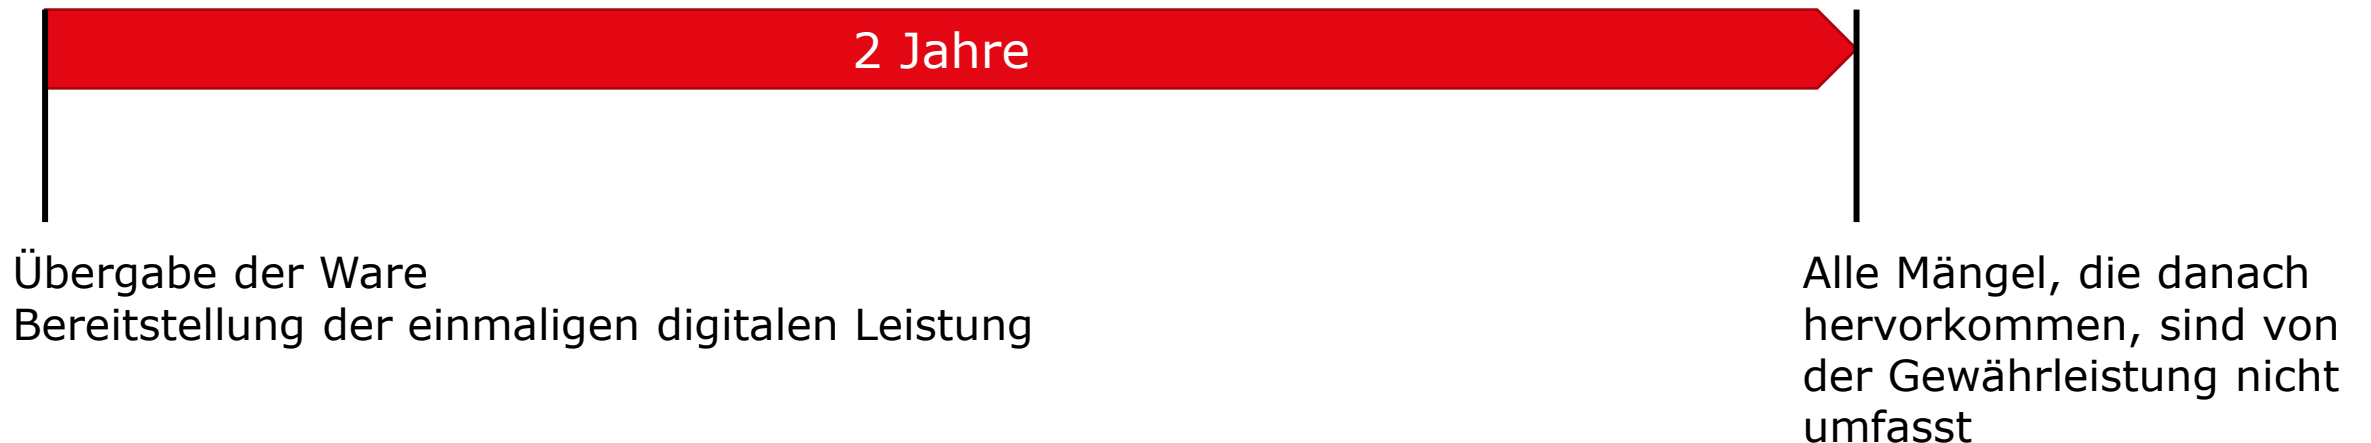 2 Jahre
Übergabe der Ware
Bereitstellung der einmaligen digitalen Leistung
Alle Mängel, die danach
hervorkommen, sind von
der Gewährleistung nicht
umfasst